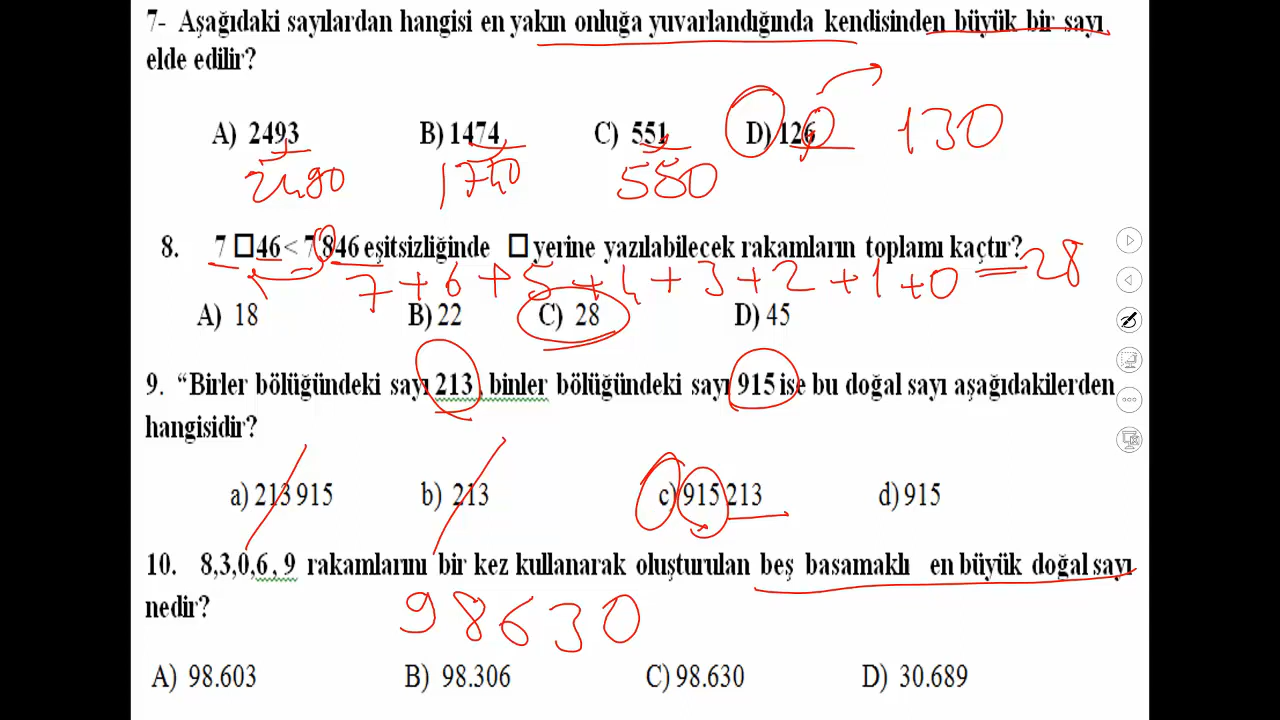 7- Aşağıdaki sayılardan hangisi en yakın onluğa yuvarlandığında kendisinden büyük bir sayı
elde edilir?
A) 2493 B) 1474 C) 551 D) 126 130
2490 1740 550
8. 7 □46 < 7 846 eşitsizliğinde □ yerine yazılabilecek rakamların toplamı kaçtır? 28
7+6+5+4+3+2+1+0
A) 18 B) 22 C) 28 D) 45
9. “Birler bölüğündeki sayı 213, binler bölüğündeki sayı 915 ise bu doğal sayı aşağıdakilerden
hangisidir?
a) 213 915 b) 213 c) 915 213 d) 915
10. 8,3,0,6 , 9 rakamlarını bir kez kullanarak oluşturulan beş basamaklı en büyük doğal sayı
nedir?
98630
A) 98.603 B) 98.306 C) 98.630 D) 30.689